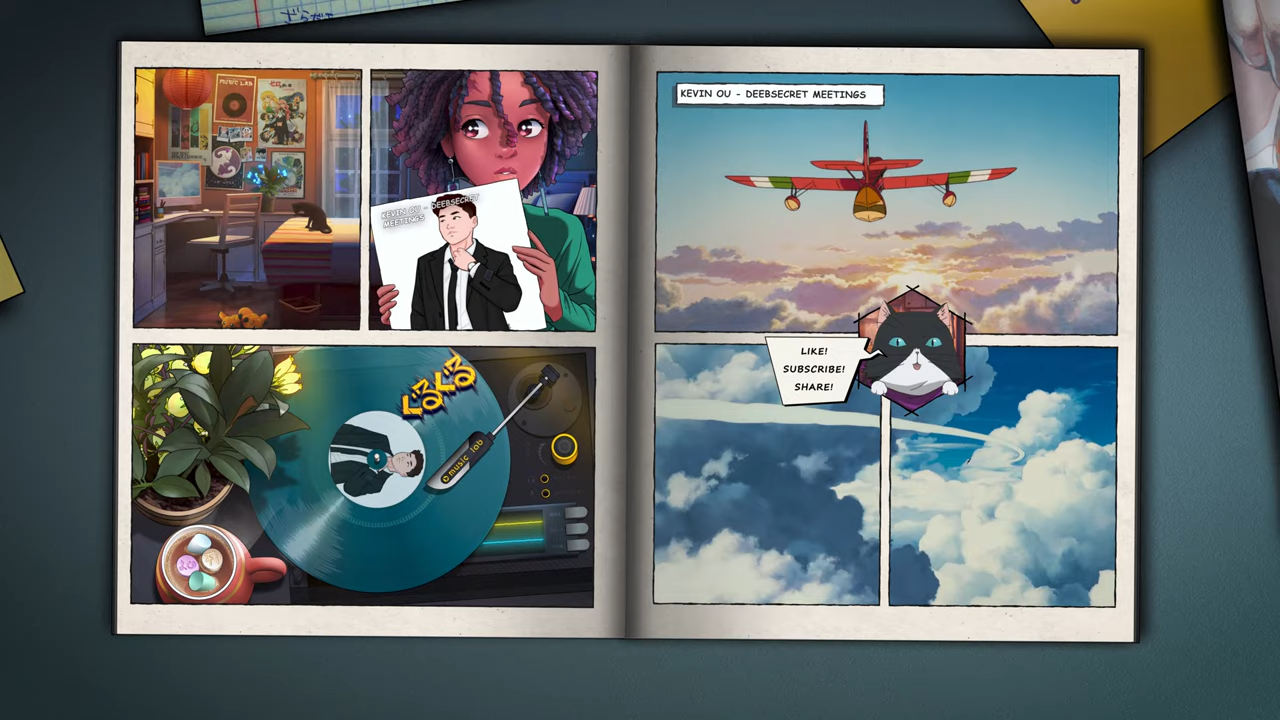 MUSIC LAB
KEVIN OU - DEEBSECRET
MEETINGS
music lab
KEVIN OU - DEEBSECRET MEETINGS
LIKE!
SUBSCRIBE!
SHARE!